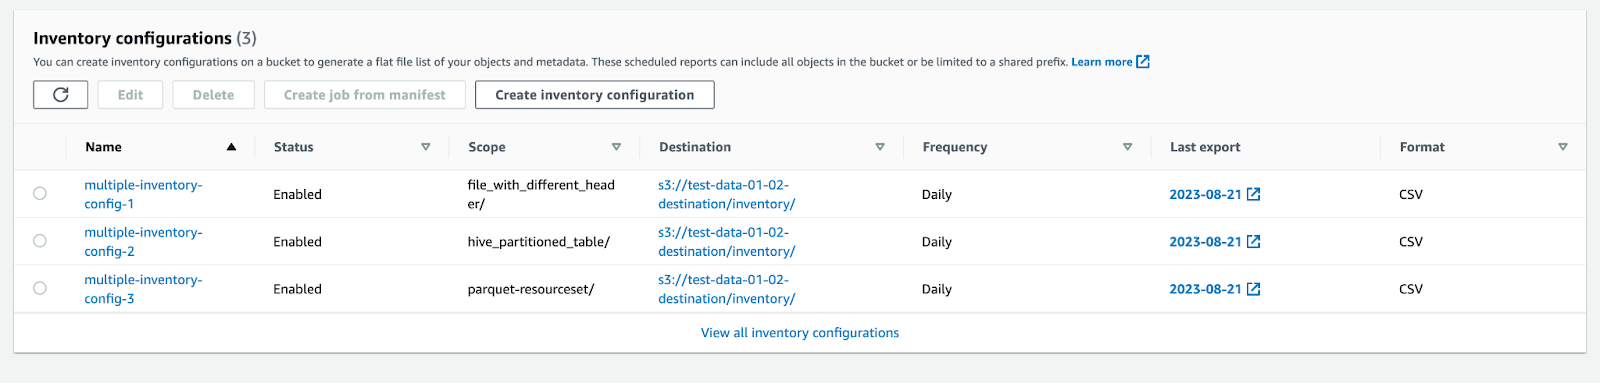 Inventory configurations (3)
You can create inventory configurations on a bucket to generate a flat file list of your objects and metadata. These scheduled reports can include all objects in the bucket or be limited to a shared prefix. Learn more
Edit Delete Create job from manifest Create inventory configuration
Name Status Scope Destination Frequency Last export Format
multiple-inventory- file_with_different_head s3://test-data-01-02-
Enabled Daily 2023-08-21 CSV
config-1 er/ destination/inventory/
multiple-inventory- s3://test-data-01-02-
Enabled hive_partitioned_table/ Daily 2023-08-21 CSV
config-2 destination/inventory/
multiple-inventory- s3://test-data-01-02-
Enabled parquet-resourceset/ Daily 2023-08-21 CSV
config-3 destination/inventory/
View all inventory configurations